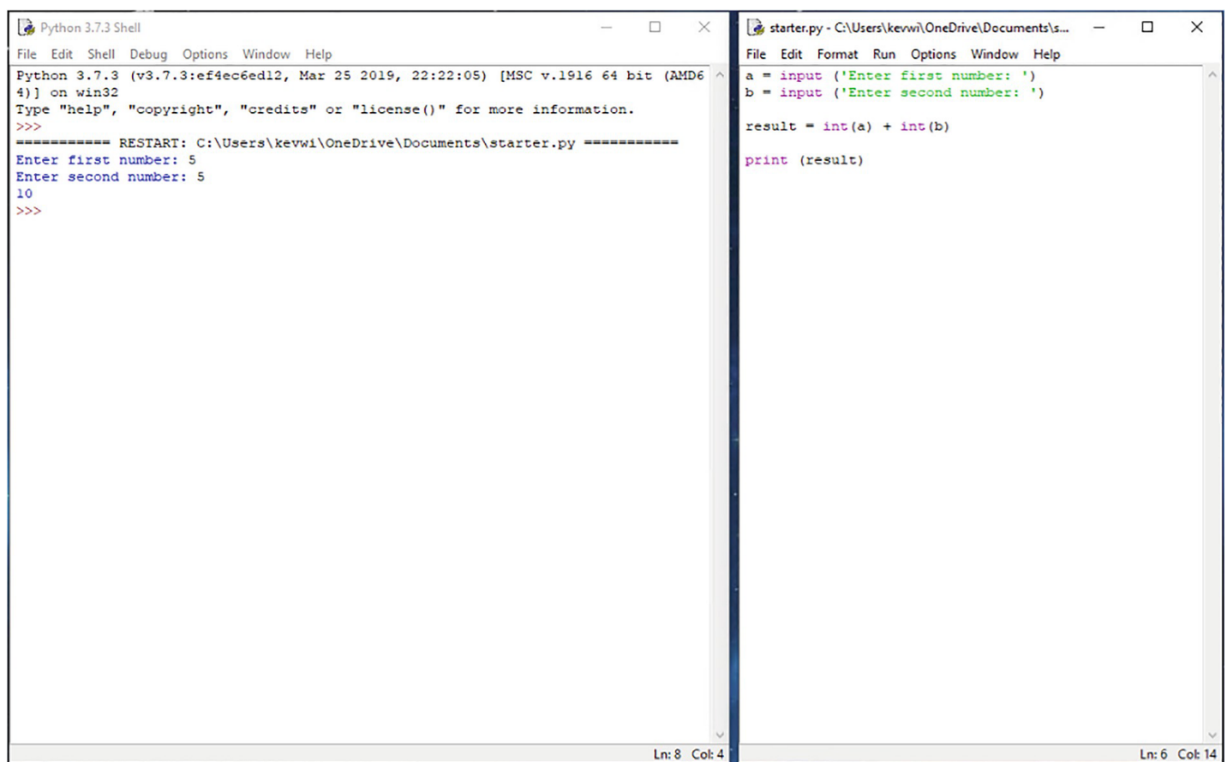 Python 3.7.3 Shell
File Edit Shell Debug Options Window Help
Python 3.7.3 (v3.7.3:ef4ec6ed12, Mar 25 2019, 22:22:05) [MSC v.1916 64 bit (AMD6
4)] on win32
Type "help", "copyright", "credits" or "license()" for more information.
>>>
=========== RESTART: C:\Users\kevwi\OneDrive\Documents\starter.py ===========
Enter first number: 5
Enter second number: 5
10
>>>
Ln: 8 Col: 4
starter.py - C:\Users\kevwi\OneDrive\Documents\s...
File Edit Format Run Options Window Help
a = input ('Enter first number: ')
b = input ('Enter second number: ')
result = int(a) + int(b)
print (result)
Ln: 6 Col: 14